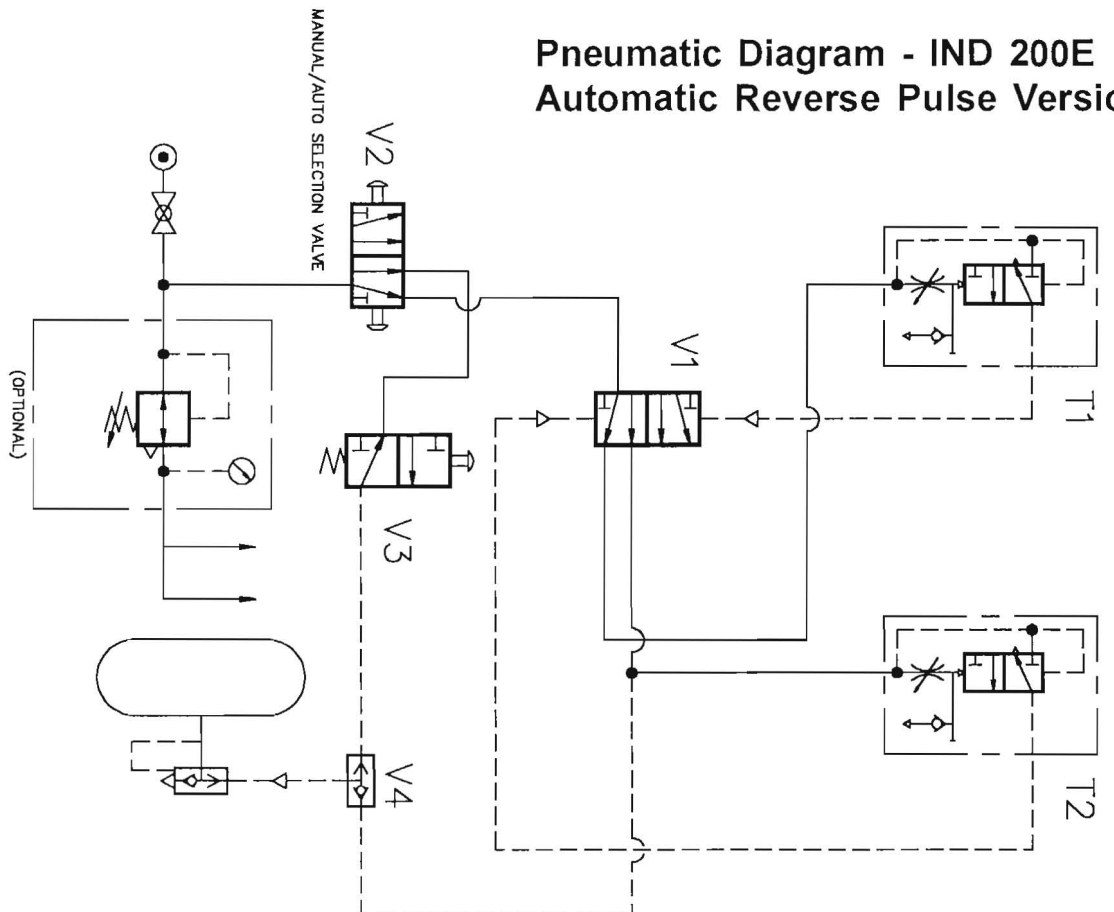 Pneumatic Diagram - IND 200E
Automatic Reverse Pulse Versio
MANUAL/AUTO SELECTION VALVE
V2
V1
T1
(OPTIONAL)
V3
V4
T2